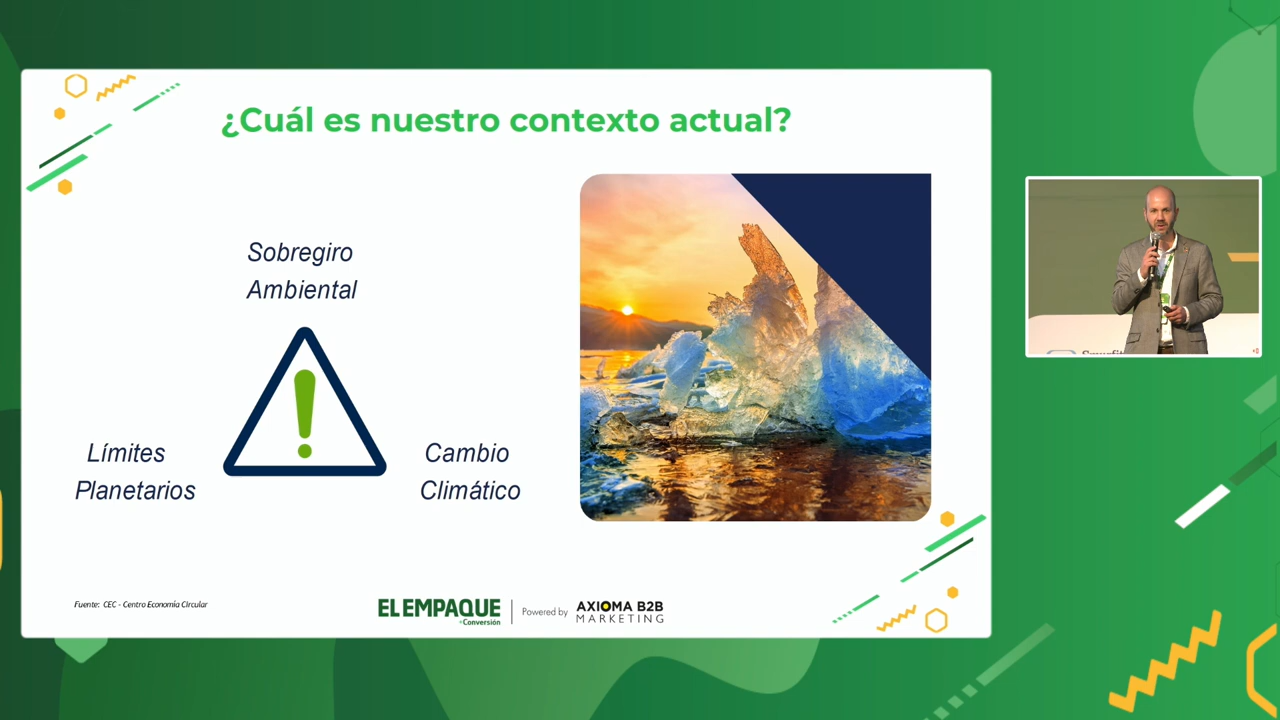 ¿Cuál es nuestro contexto actual?
Sobregiro
Ambiental
Límites
Planetarios
Cambio
Climático
Fuente: CEC - Centro Economía Circular
EL EMPAQUE
+Conversión
Powered by
AXIOMA B2B
MARKETING